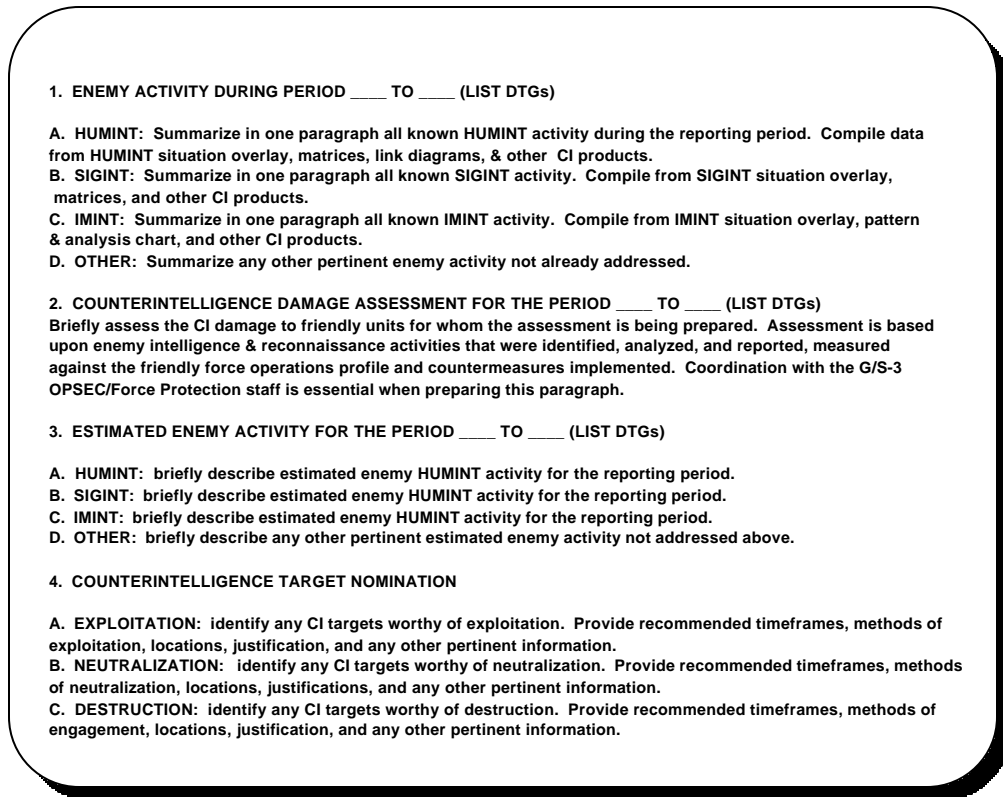 1. ENEMY ACTIVITY DURING PERIOD ____ TO ____ (LIST DTGs)
A. HUMINT: Summarize in one paragraph all known HUMINT activity during the reporting period. Compile data
from HUMINT situation overlay, matrices, link diagrams, & other CI products.
B. SIGINT: Summarize in one paragraph all known SIGINT activity. Compile from SIGINT situation overlay,
matrices, and other CI products.
C. IMINT: Summarize in one paragraph all known IMINT activity. Compile from IMINT situation overlay, pattern
& analysis chart, and other CI products.
D. OTHER: Summarize any other pertinent enemy activity not already addressed.
2. COUNTERINTELLIGENCE DAMAGE ASSESSMENT FOR THE PERIOD ____ TO ____ (LIST DTGs)
Briefly assess the CI damage to friendly units for whom the assessment is being prepared. Assessment is based
upon enemy intelligence & reconnaissance activities that were identified, analyzed, and reported, measured
against the friendly force operations profile and countermeasures implemented. Coordination with the G/S-3
OPSEC/Force Protection staff is essential when preparing this paragraph.
3. ESTIMATED ENEMY ACTIVITY FOR THE PERIOD ____ TO ____ (LIST DTGs)
A. HUMINT: briefly describe estimated enemy HUMINT activity for the reporting period.
B. SIGINT: briefly describe estimated enemy HUMINT activity for the reporting period.
C. IMINT: briefly describe estimated enemy HUMINT activity for the reporting period.
D. OTHER: briefly describe any other pertinent estimated enemy activity not addressed above.
4. COUNTERINTELLIGENCE TARGET NOMINATION
A. EXPLOITATION: identify any CI targets worthy of exploitation. Provide recommended timeframes, methods of
exploitation, locations, justification, and any other pertinent information.
B. NEUTRALIZATION: identify any CI targets worthy of neutralization. Provide recommended timeframes, methods
of neutralization, locations, justifications, and any other pertinent information.
C. DESTRUCTION: identify any CI targets worthy of destruction. Provide recommended timeframes, methods of
engagement, locations, justification, and any other pertinent information.